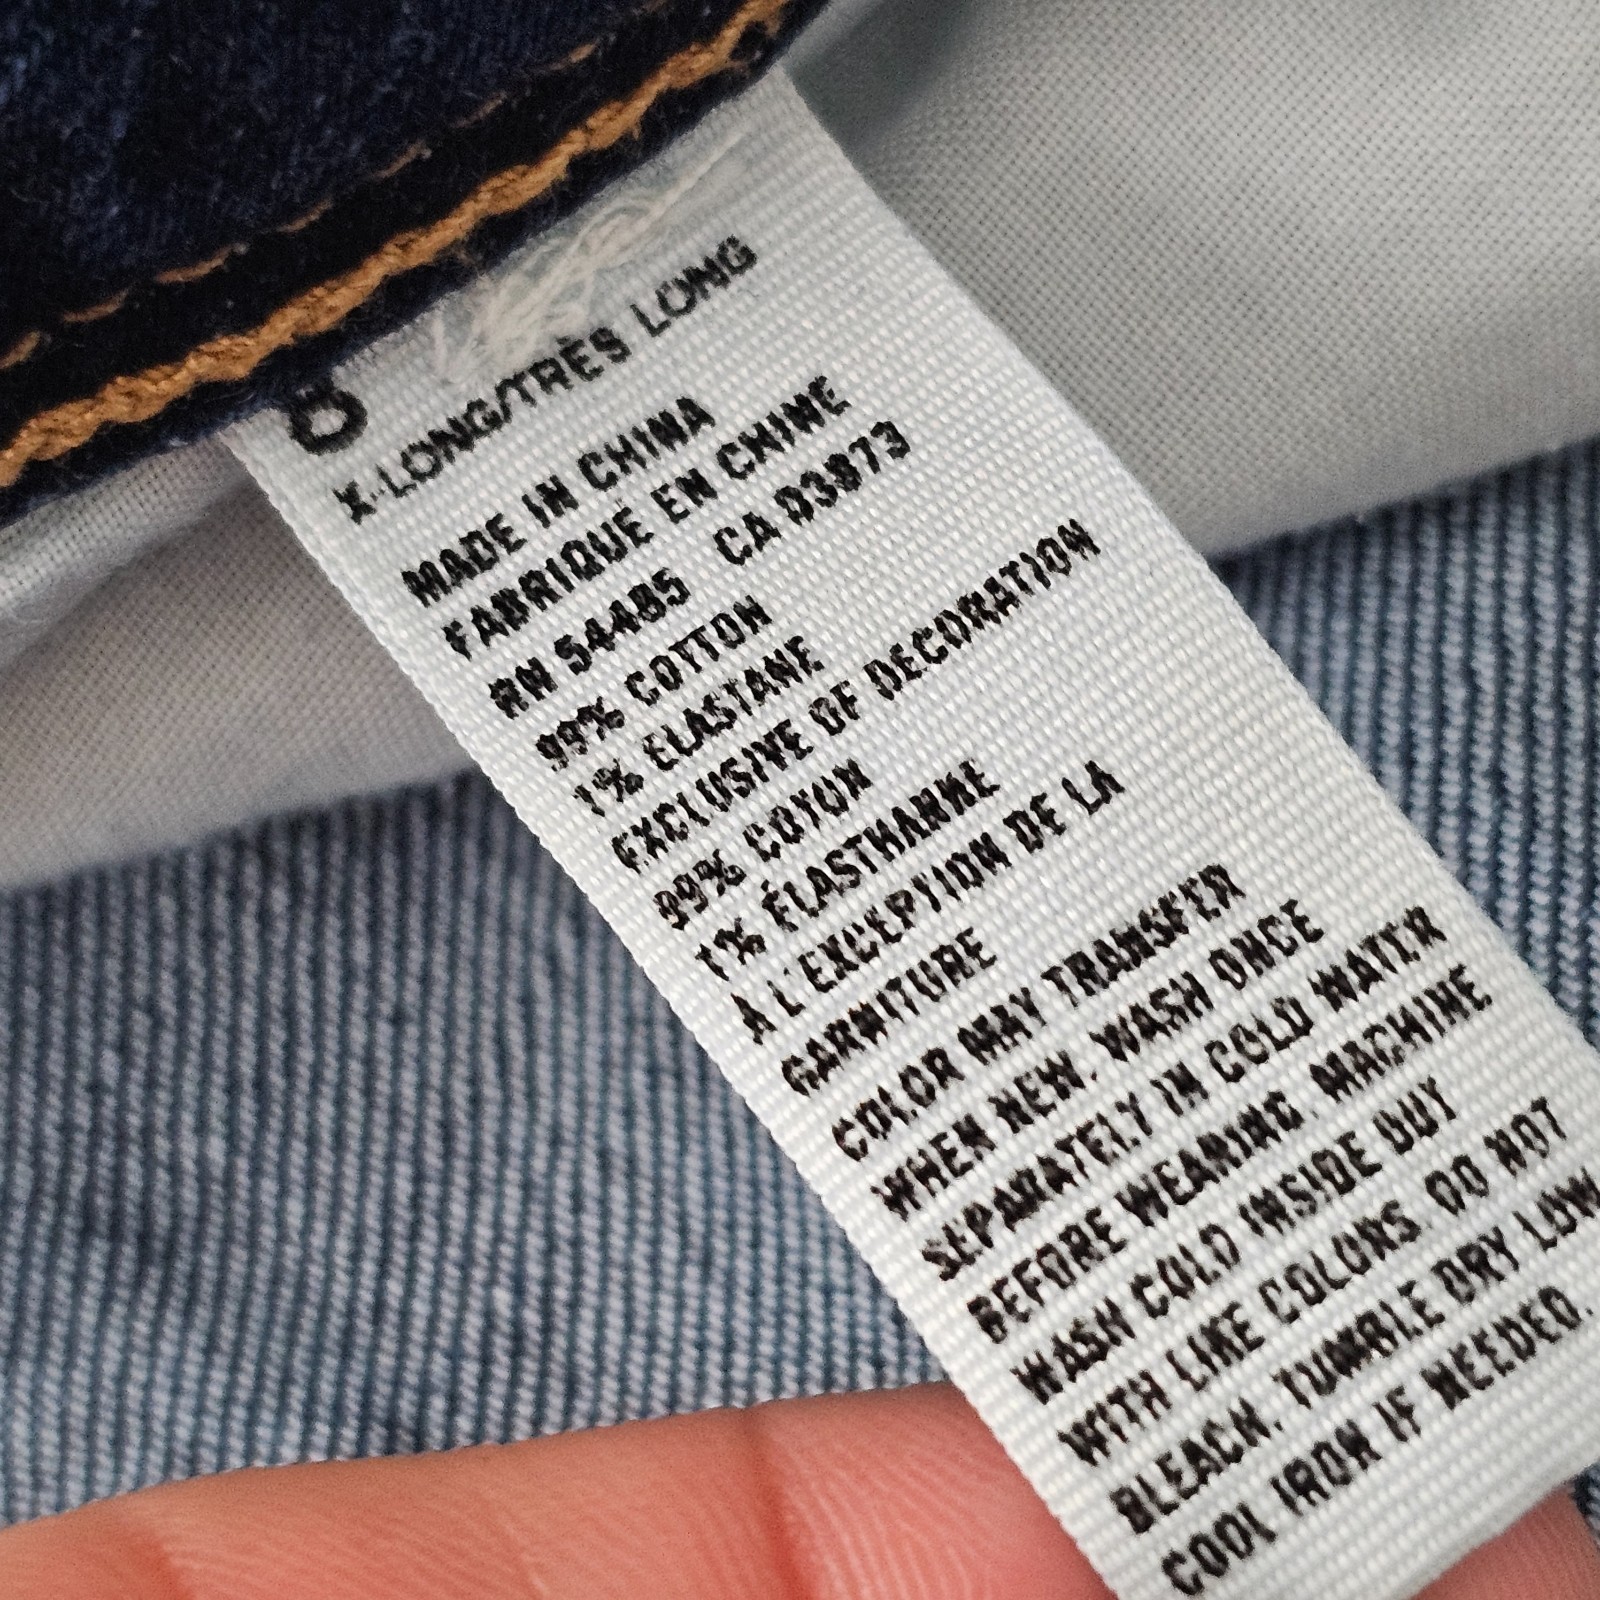 8
X-LONG/TRÈS LONG
MADE IN CHINA
FABRIQUÉ EN CHINE
RN 54485 CA 03873
99% COTTON
1% ELASTANE
EXCLUSIVE OF DECORATION
99% COTON
1% ÉLASTHANNE
À L'EXCEPTION DE LA
GARNITURE
COLOR MAY TRANSFER
WHEN NEW. WASH ONCE
SEPARATELY IN COLD WATER
BEFORE WEARING. MACHINE
WASH COLD INSIDE OUT
WITH LIKE COLORS. DO NOT
BLEACH. TUMBLE DRY LOW.
COOL IRON IF NEEDED.